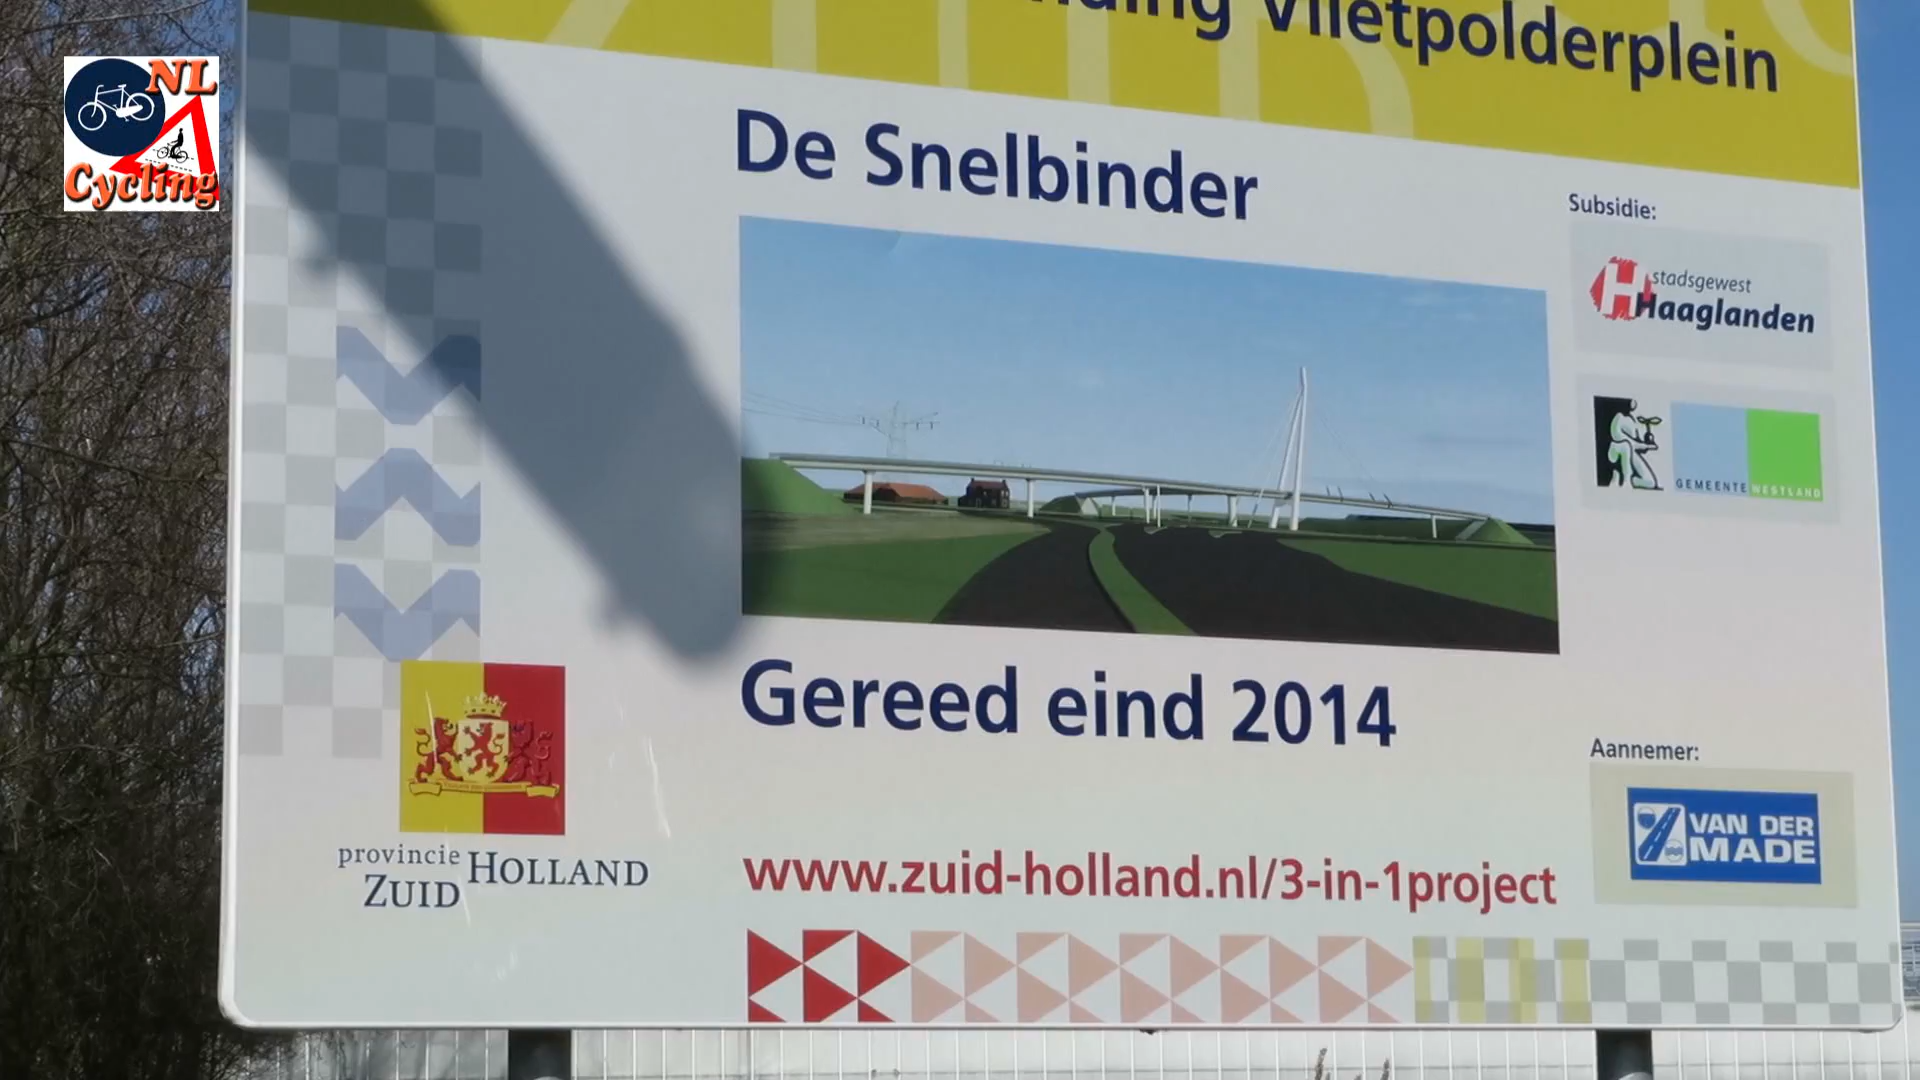 NL
Cycling
Vlietpolderplein
De Snelbinder
Subsidie:
stadsgewest
Haaglanden
GEMEENTE WESTLAND
Gereed eind 2014
Aannemer:
VAN DER
MADE
provincie HOLLAND
ZUID
www.zuid-holland.nl/3-in-1project